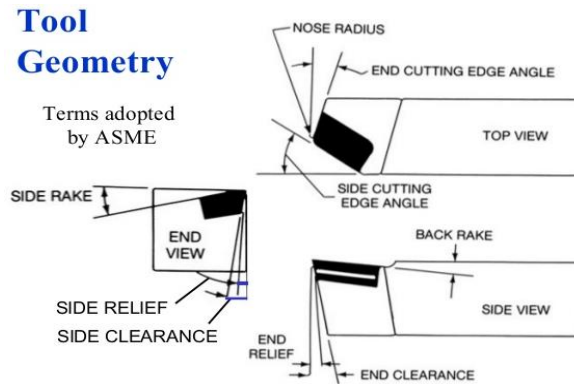 Tool
Geometry
Terms adopted
by ASME
NOSE RADIUS
END CUTTING EDGE ANGLE
TOP VIEW
SIDE CUTTING
EDGE ANGLE
SIDE RAKE
END
VIEW
SIDE RELIEF
SIDE CLEARANCE
BACK RAKE
SIDE VIEW
END
RELIEF
END CLEARANCE